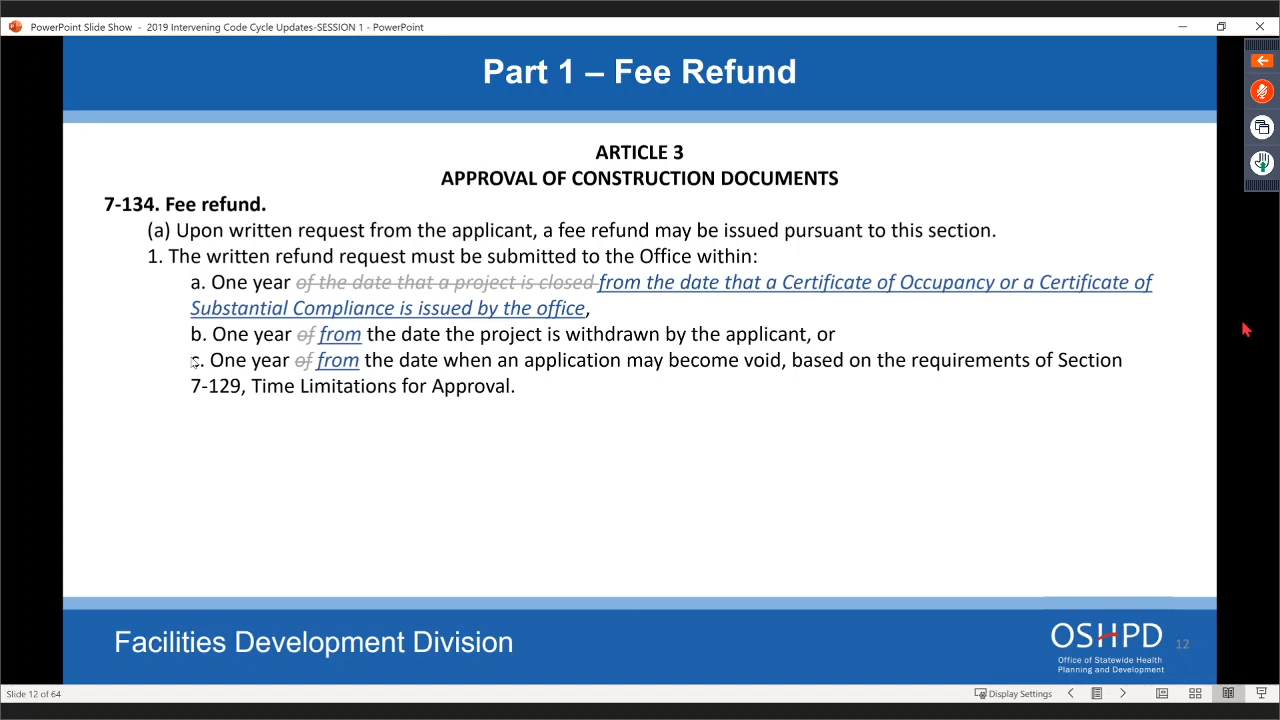 PowerPoint Slide Show - 2019 Intervening Code Cycle Updates-SESSION 1 - PowerPoint
Part 1 – Fee Refund
ARTICLE 3
APPROVAL OF CONSTRUCTION DOCUMENTS
7-134. Fee refund.
(a) Upon written request from the applicant, a fee refund may be issued pursuant to this section.
1. The written refund request must be submitted to the Office within:
a. One year of the date that a project is closed from the date that a Certificate of Occupancy or a Certificate of
Substantial Compliance is issued by the office,
b. One year of from the date the project is withdrawn by the applicant, or
c. One year of from the date when an application may become void, based on the requirements of Section
7-129, Time Limitations for Approval.
Facilities Development Division
OSHPD
Office of Statewide Health
Planning and Development
12
Slide 12 of 64
Display Settings